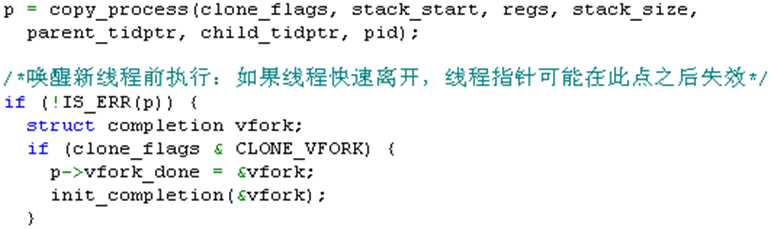 p = copy_process(clone_flags, stack_start, regs, stack_size,
  parent_tidptr, child_tidptr, pid);

/*唤醒新线程前执行：如果线程快速离开，线程指针可能在此点之后失效*/
if (!IS_ERR(p)) {
  struct completion vfork;
  if (clone_flags & CLONE_VFORK) {
    p->vfork_done = &vfork;
    init_completion(&vfork);
  }